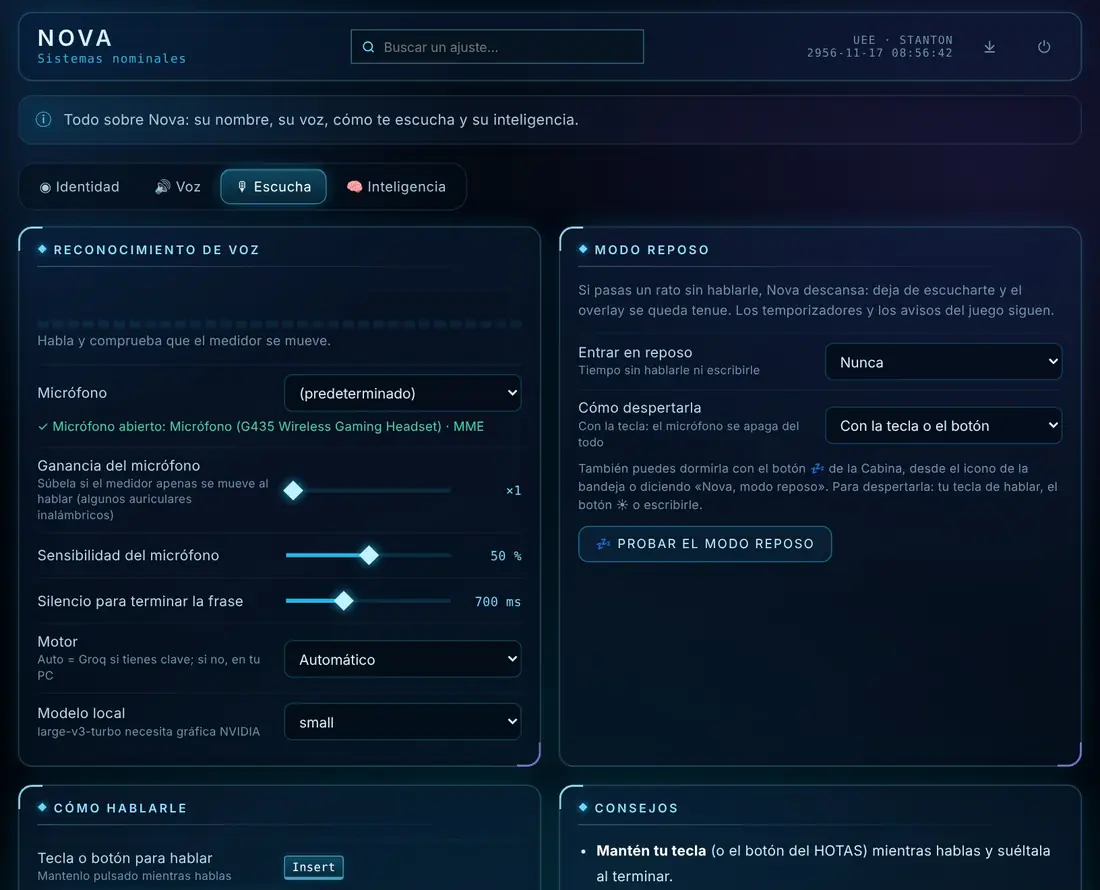 NOVA
Sistemas nominales
Buscar un ajuste...
UEE · STANTON
2956-11-17 08:56:42
Todo sobre Nova: su nombre, su voz, cómo te escucha y su inteligencia.
Identidad
Voz
Escucha
Inteligencia
RECONOCIMIENTO DE VOZ
Habla y comprueba que el medidor se mueve.
Micrófono
(predeterminado)
✓ Micrófono abierto: Micrófono (G435 Wireless Gaming Headset) · MME
Ganancia del micrófono
Súbela si el medidor apenas se mueve al
hablar (algunos auriculares
inalámbricos)
×1
Sensibilidad del micrófono
50 %
Silencio para terminar la frase
700 ms
Motor
Auto = Groq si tienes clave; si no, en tu
PC
Automático
Modelo local
large-v3-turbo necesita gráfica NVIDIA
small
MODO REPOSO
Si pasas un rato sin hablarle, Nova descansa: deja de escucharte y el
overlay se queda tenue. Los temporizadores y los avisos del juego siguen.
Entrar en reposo
Tiempo sin hablarle ni escribirle
Nunca
Cómo despertarla
Con la tecla: el micrófono se apaga del
todo
Con la tecla o el botón
También puedes dormirla con el botón 💤 de la Cabina, desde el icono de la
bandeja o diciendo «Nova, modo reposo». Para despertarla: tu tecla de hablar, el
botón ☀ o escribirle.
💤 PROBAR EL MODO REPOSO
CÓMO HABLARLE
Tecla o botón para hablar
Mantenlo pulsado mientras hablas
Insert
CONSEJOS
• Mantén tu tecla (o el botón del HOTAS) mientras hablas y suéltala
al terminar.